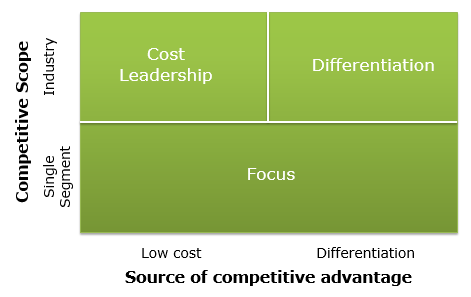 Competitive Scope
Industry
Single
Segment
Cost
Leadership
Differentiation
Focus
Low cost
Differentiation
Source of competitive advantage